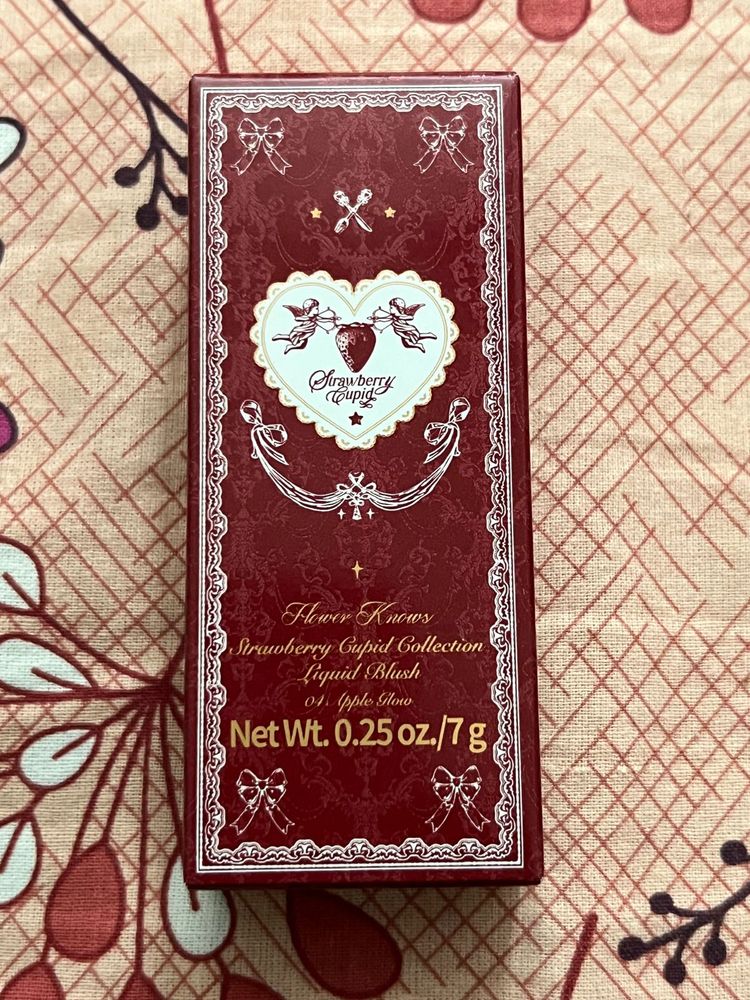 Strawberry
Cupid
Flower Knows
Strawberry Cupid Collection
Liquid Blush
04. Apple Glow
Net Wt. 0.25 oz./7 g